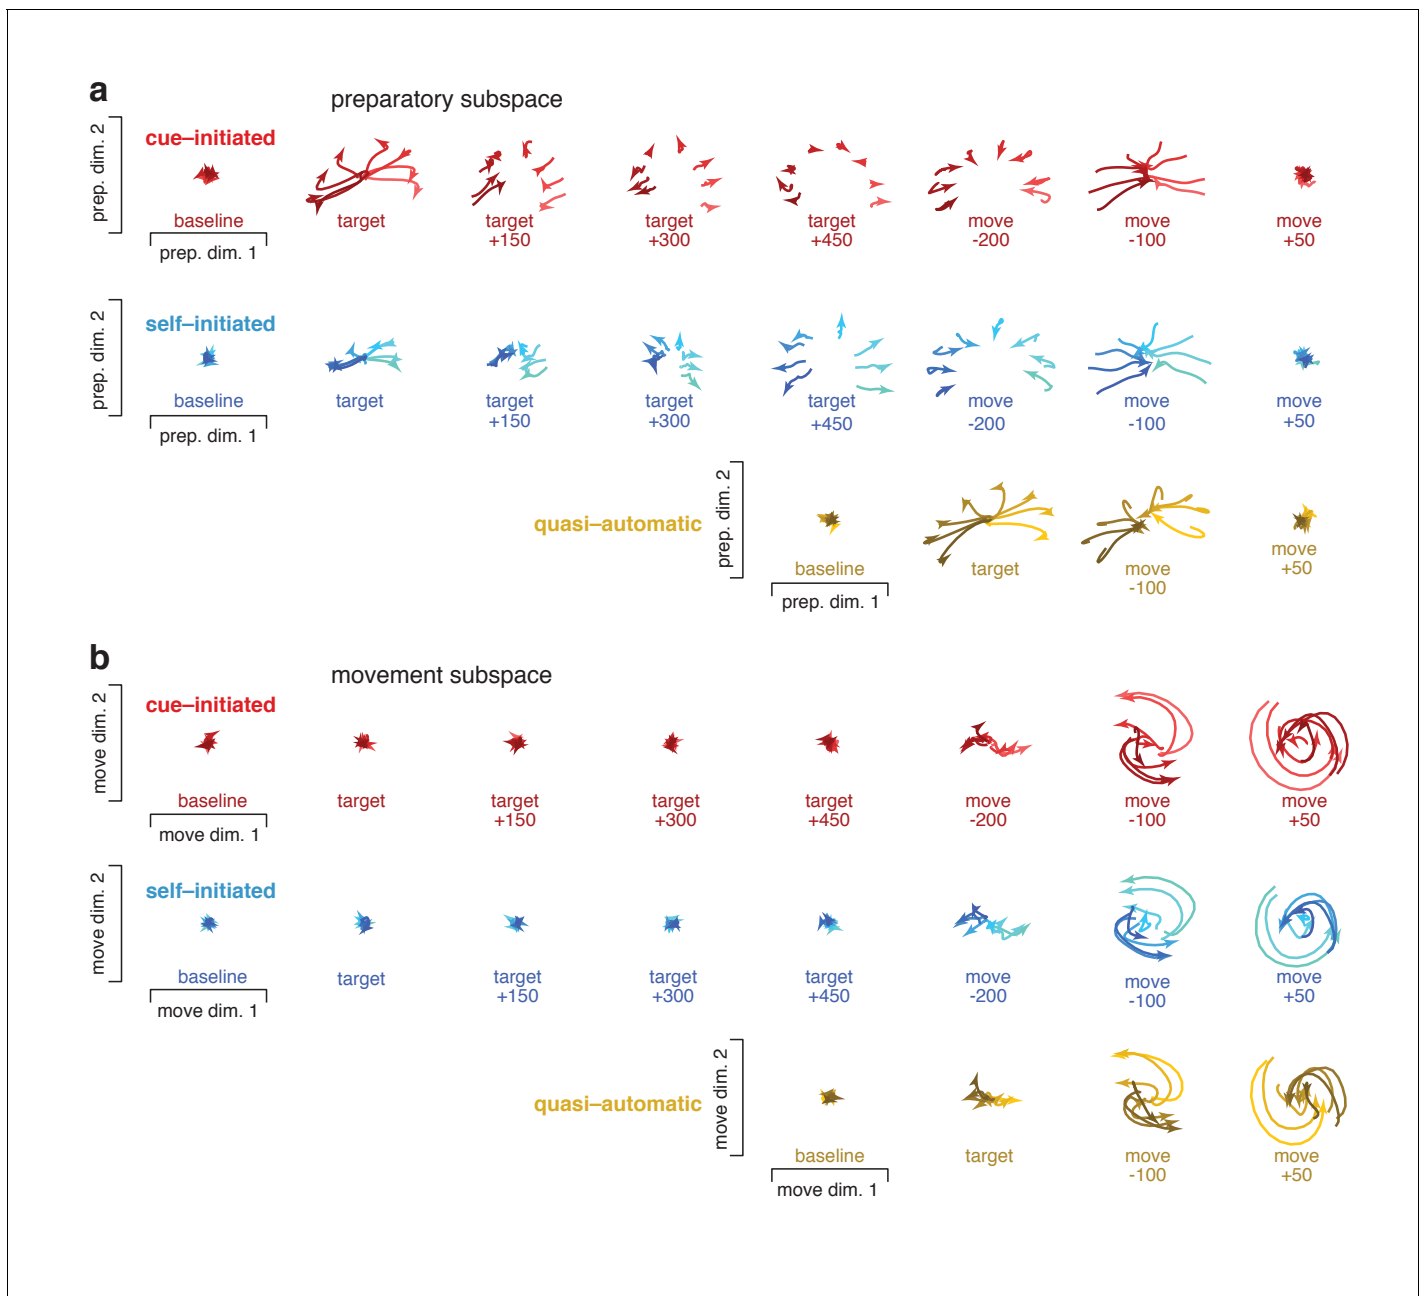 a
preparatory subspace
prep. dim. 2
cue–initiated
baseline
prep. dim. 1
target
target
+150
target
+300
target
+450
move
-200
move
-100
move
+50
prep. dim. 2
self–initiated
baseline
prep. dim. 1
target
target
+150
target
+300
target
+450
move
-200
move
-100
move
+50
quasi–automatic
prep. dim. 2
baseline
prep. dim. 1
target
move
-100
move
+50
b
movement subspace
move dim. 2
cue–initiated
baseline
move dim. 1
target
target
+150
target
+300
target
+450
move
-200
move
-100
move
+50
move dim. 2
self–initiated
baseline
move dim. 1
target
target
+150
target
+300
target
+450
move
-200
move
-100
move
+50
quasi–automatic
move dim. 2
baseline
move dim. 1
target
move
-100
move
+50